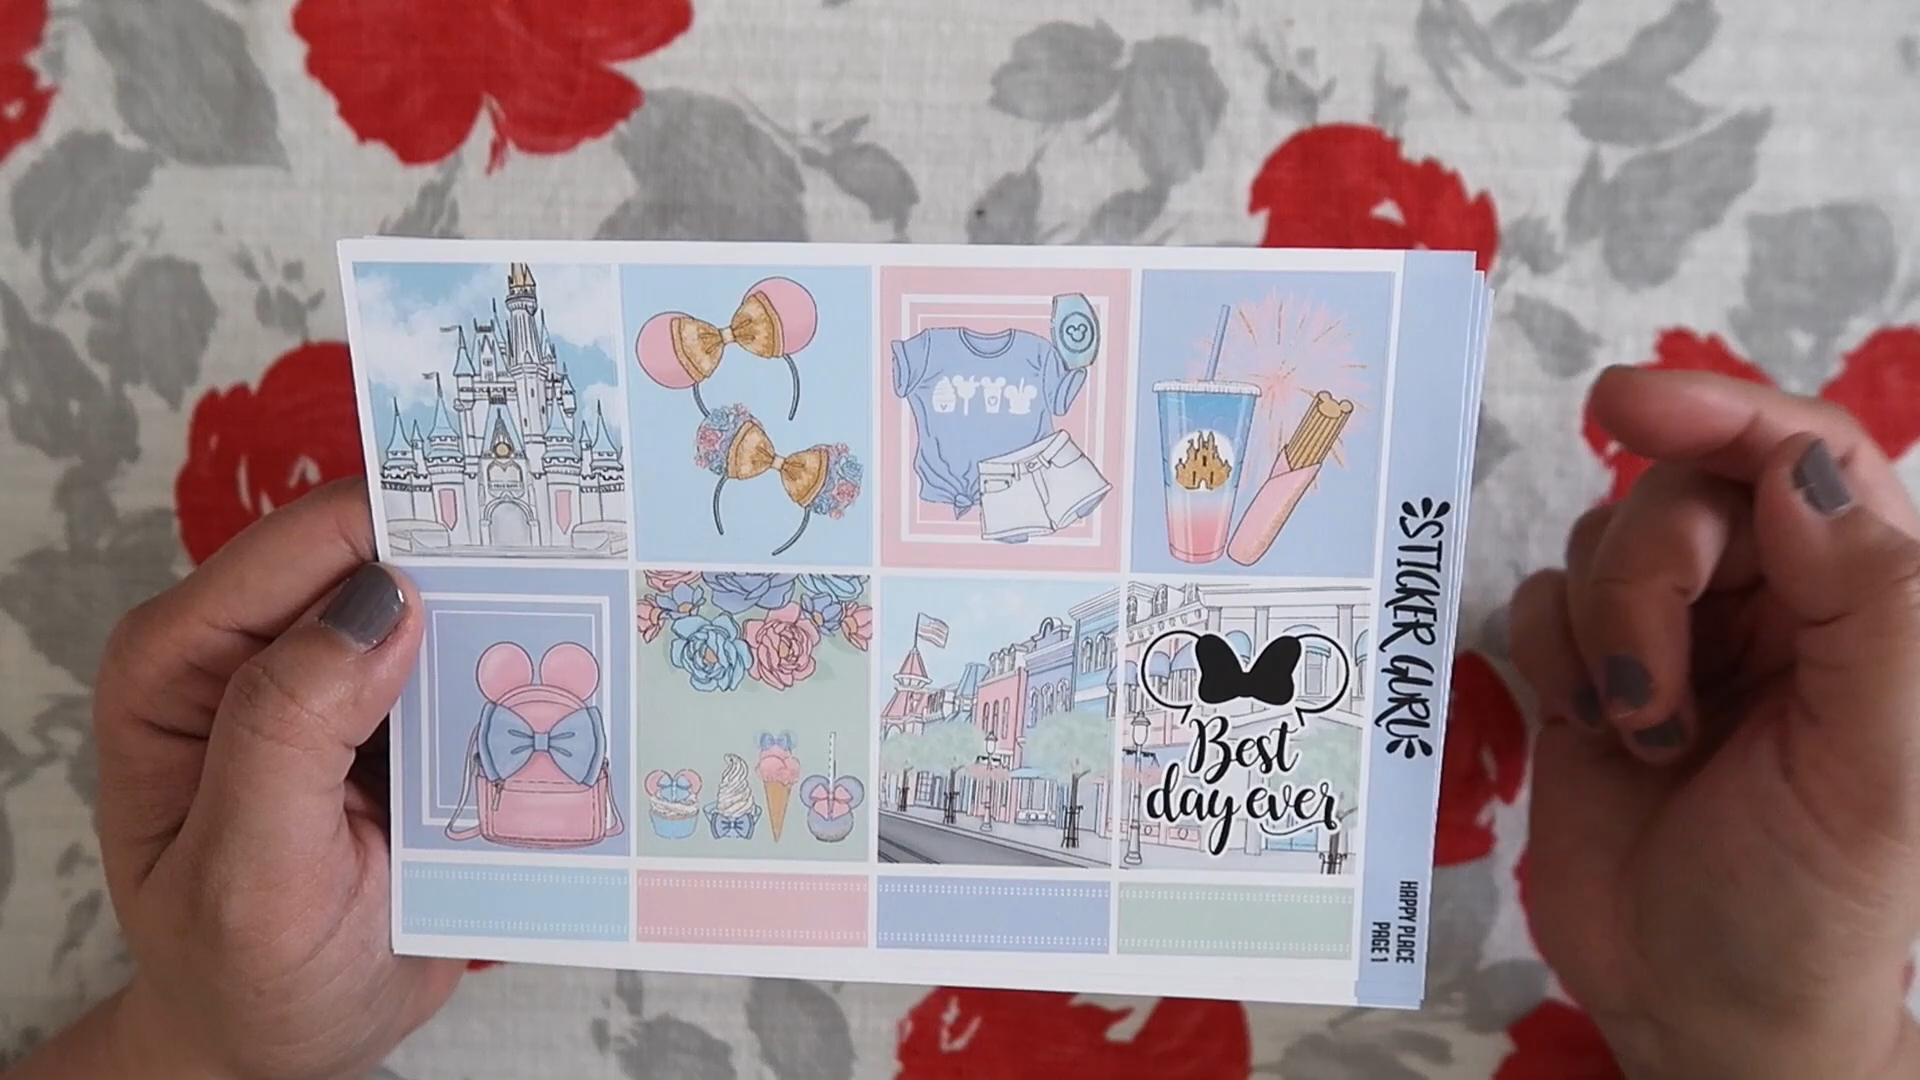 STICKER GURU
HAPPY PLACE
PAGE 1
Best
day ever